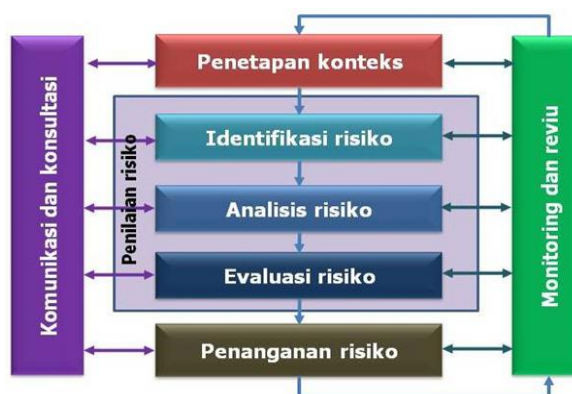 Komunikasi dan konsultasi
Penetapan konteks
Penilaian risiko
Identifikasi risiko
Analisis risiko
Evaluasi risiko
Penanganan risiko
Monitoring dan reviu